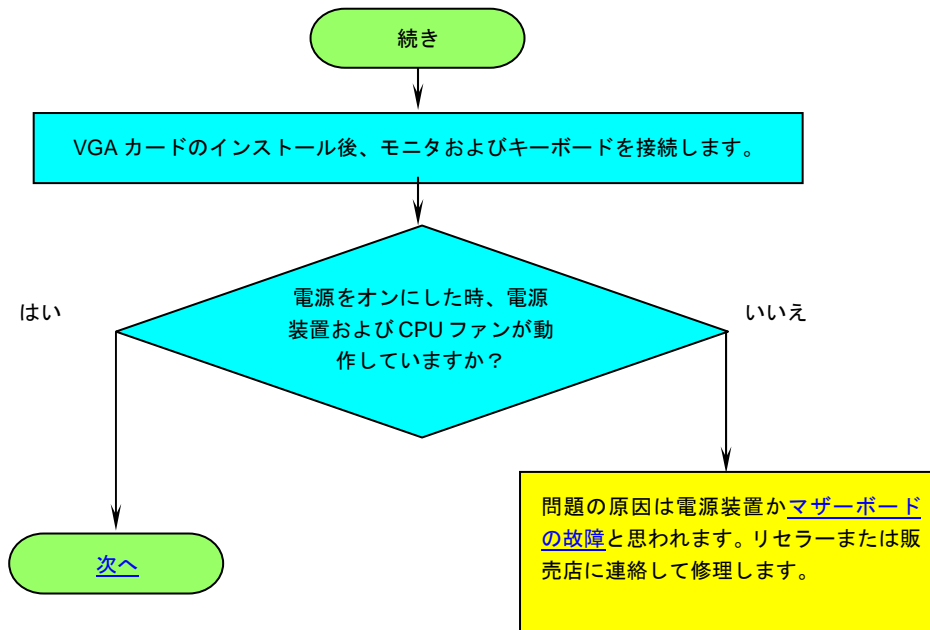 続き
VGA カードのインストール後、モニタおよびキーボードを接続します。
電源をオンにした時、電源
装置および CPU ファンが動
作していますか？
はい
いいえ
問題の原因は電源装置かマザーボード
の故障と思われます。リセラーまたは販
売店に連絡して修理します。
次へ